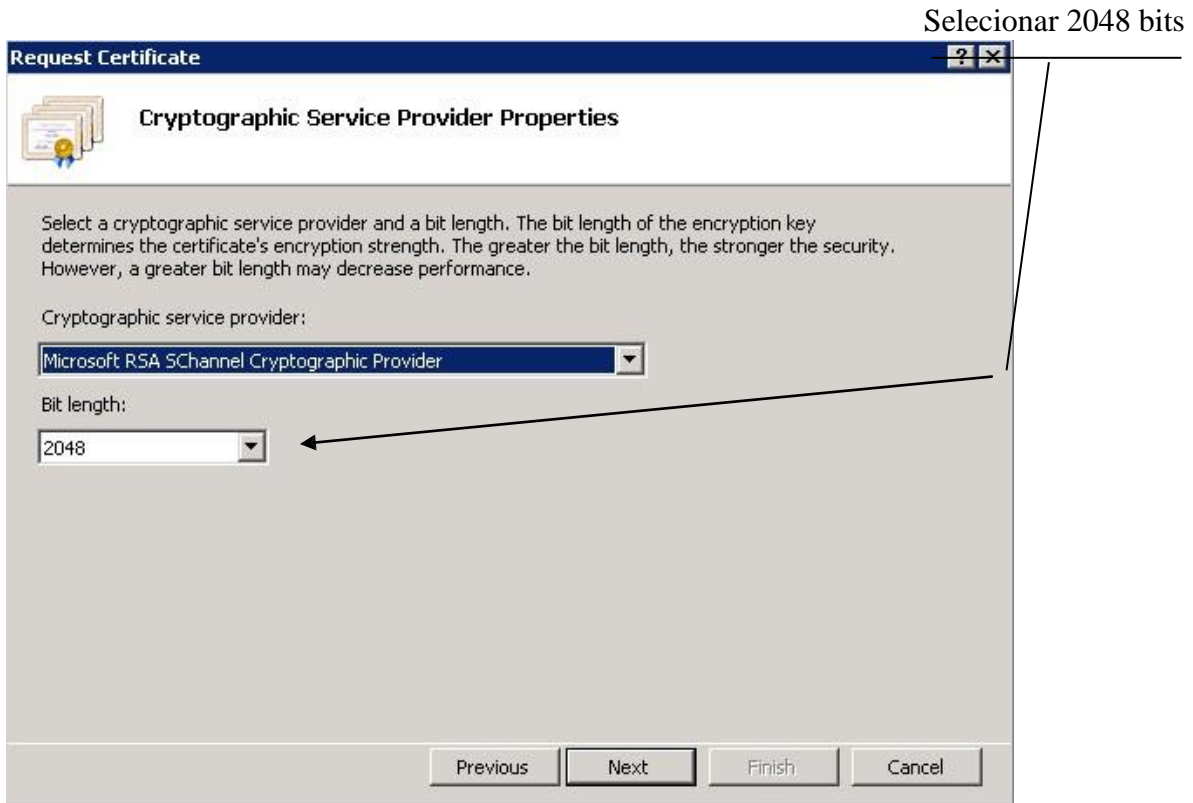 Selecionar 2048 bits
Request Certificate
Cryptographic Service Provider Properties
Select a cryptographic service provider and a bit length. The bit length of the encryption key
determines the certificate's encryption strength. The greater the bit length, the stronger the security.
However, a greater bit length may decrease performance.
Cryptographic service provider:
Microsoft RSA SChannel Cryptographic Provider
Bit length:
2048
Previous Next Finish Cancel